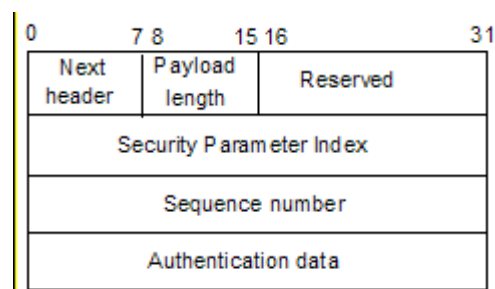 0 7 8 15 16 31
Next Payload Reserved
header length
Security Parameter Index
Sequence number
Authentication data